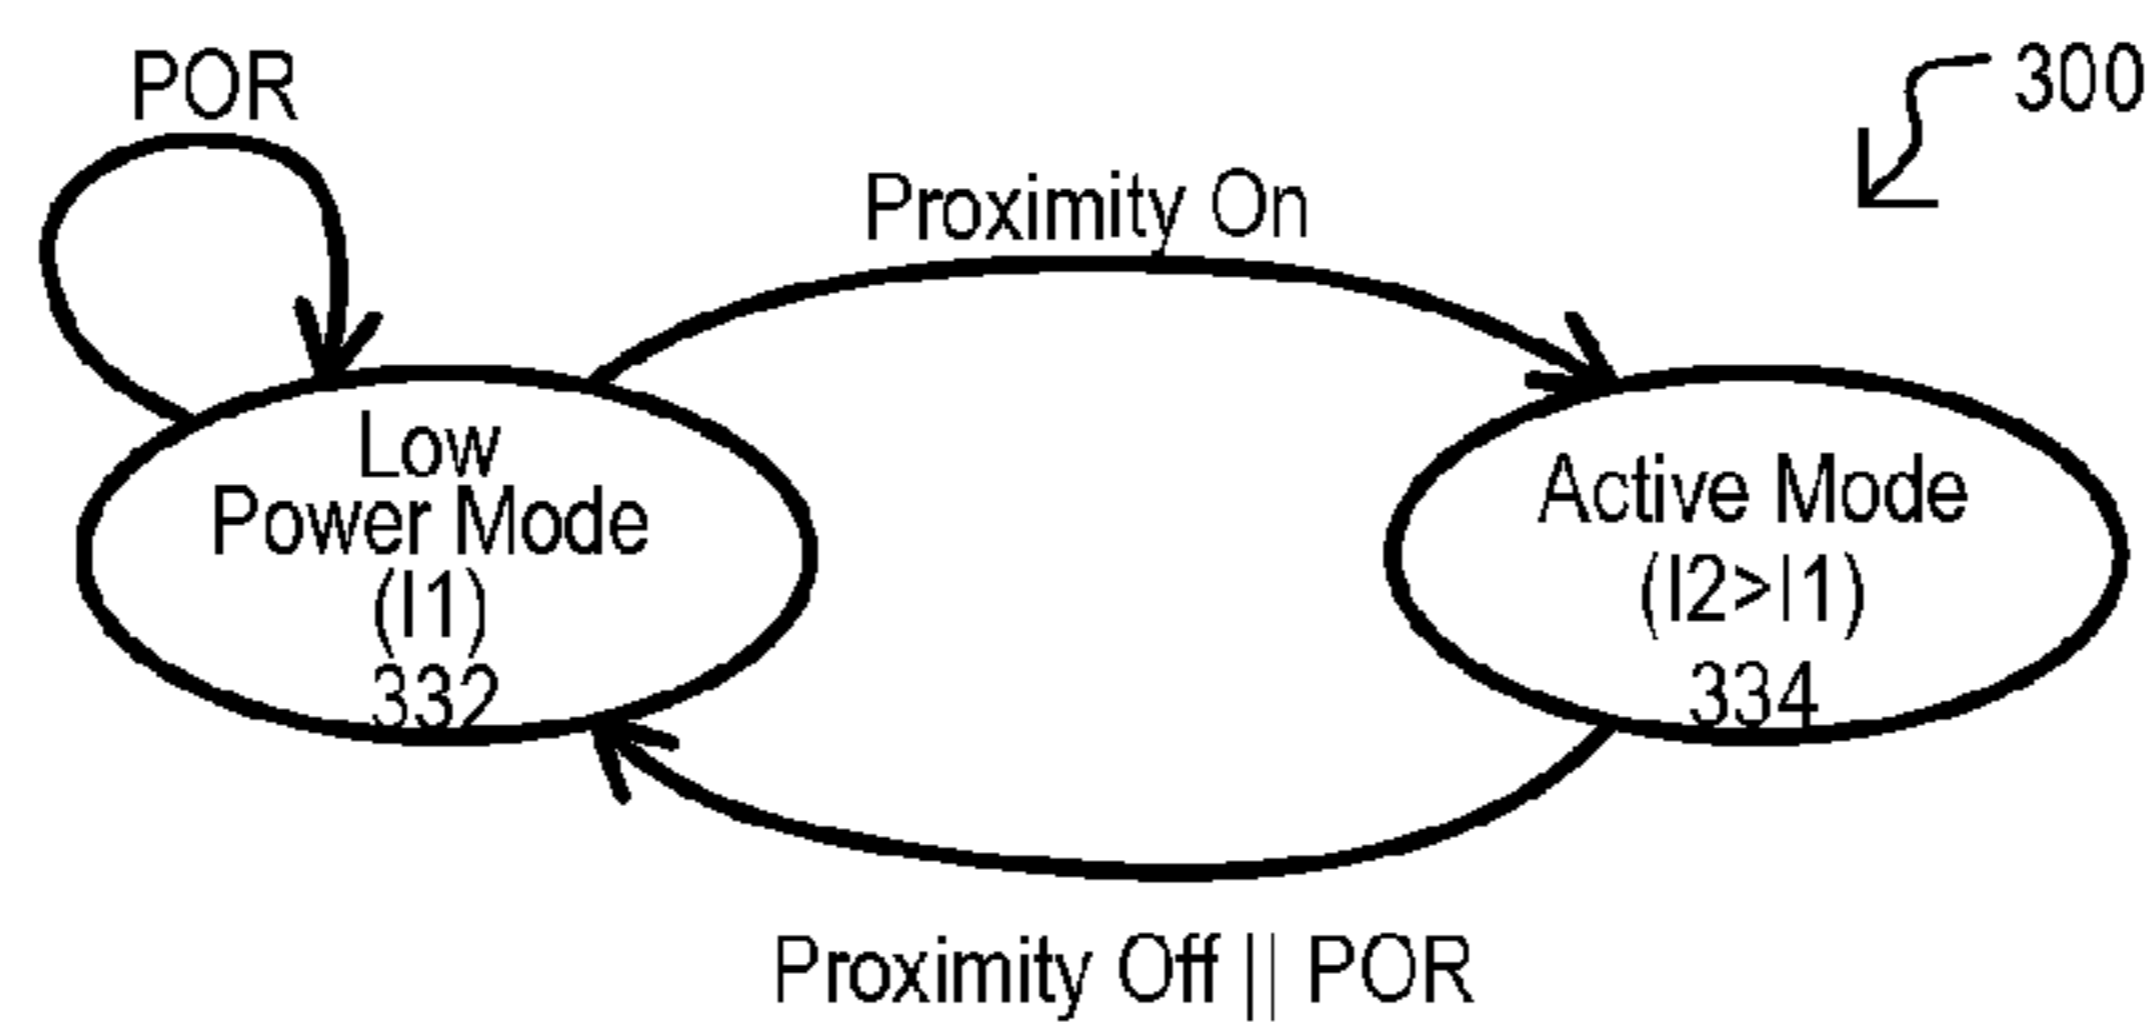 POR
300
Proximity On
Low
Power Mode
(I1)
332
Active Mode
(I2>I1)
334
Proximity Off || POR